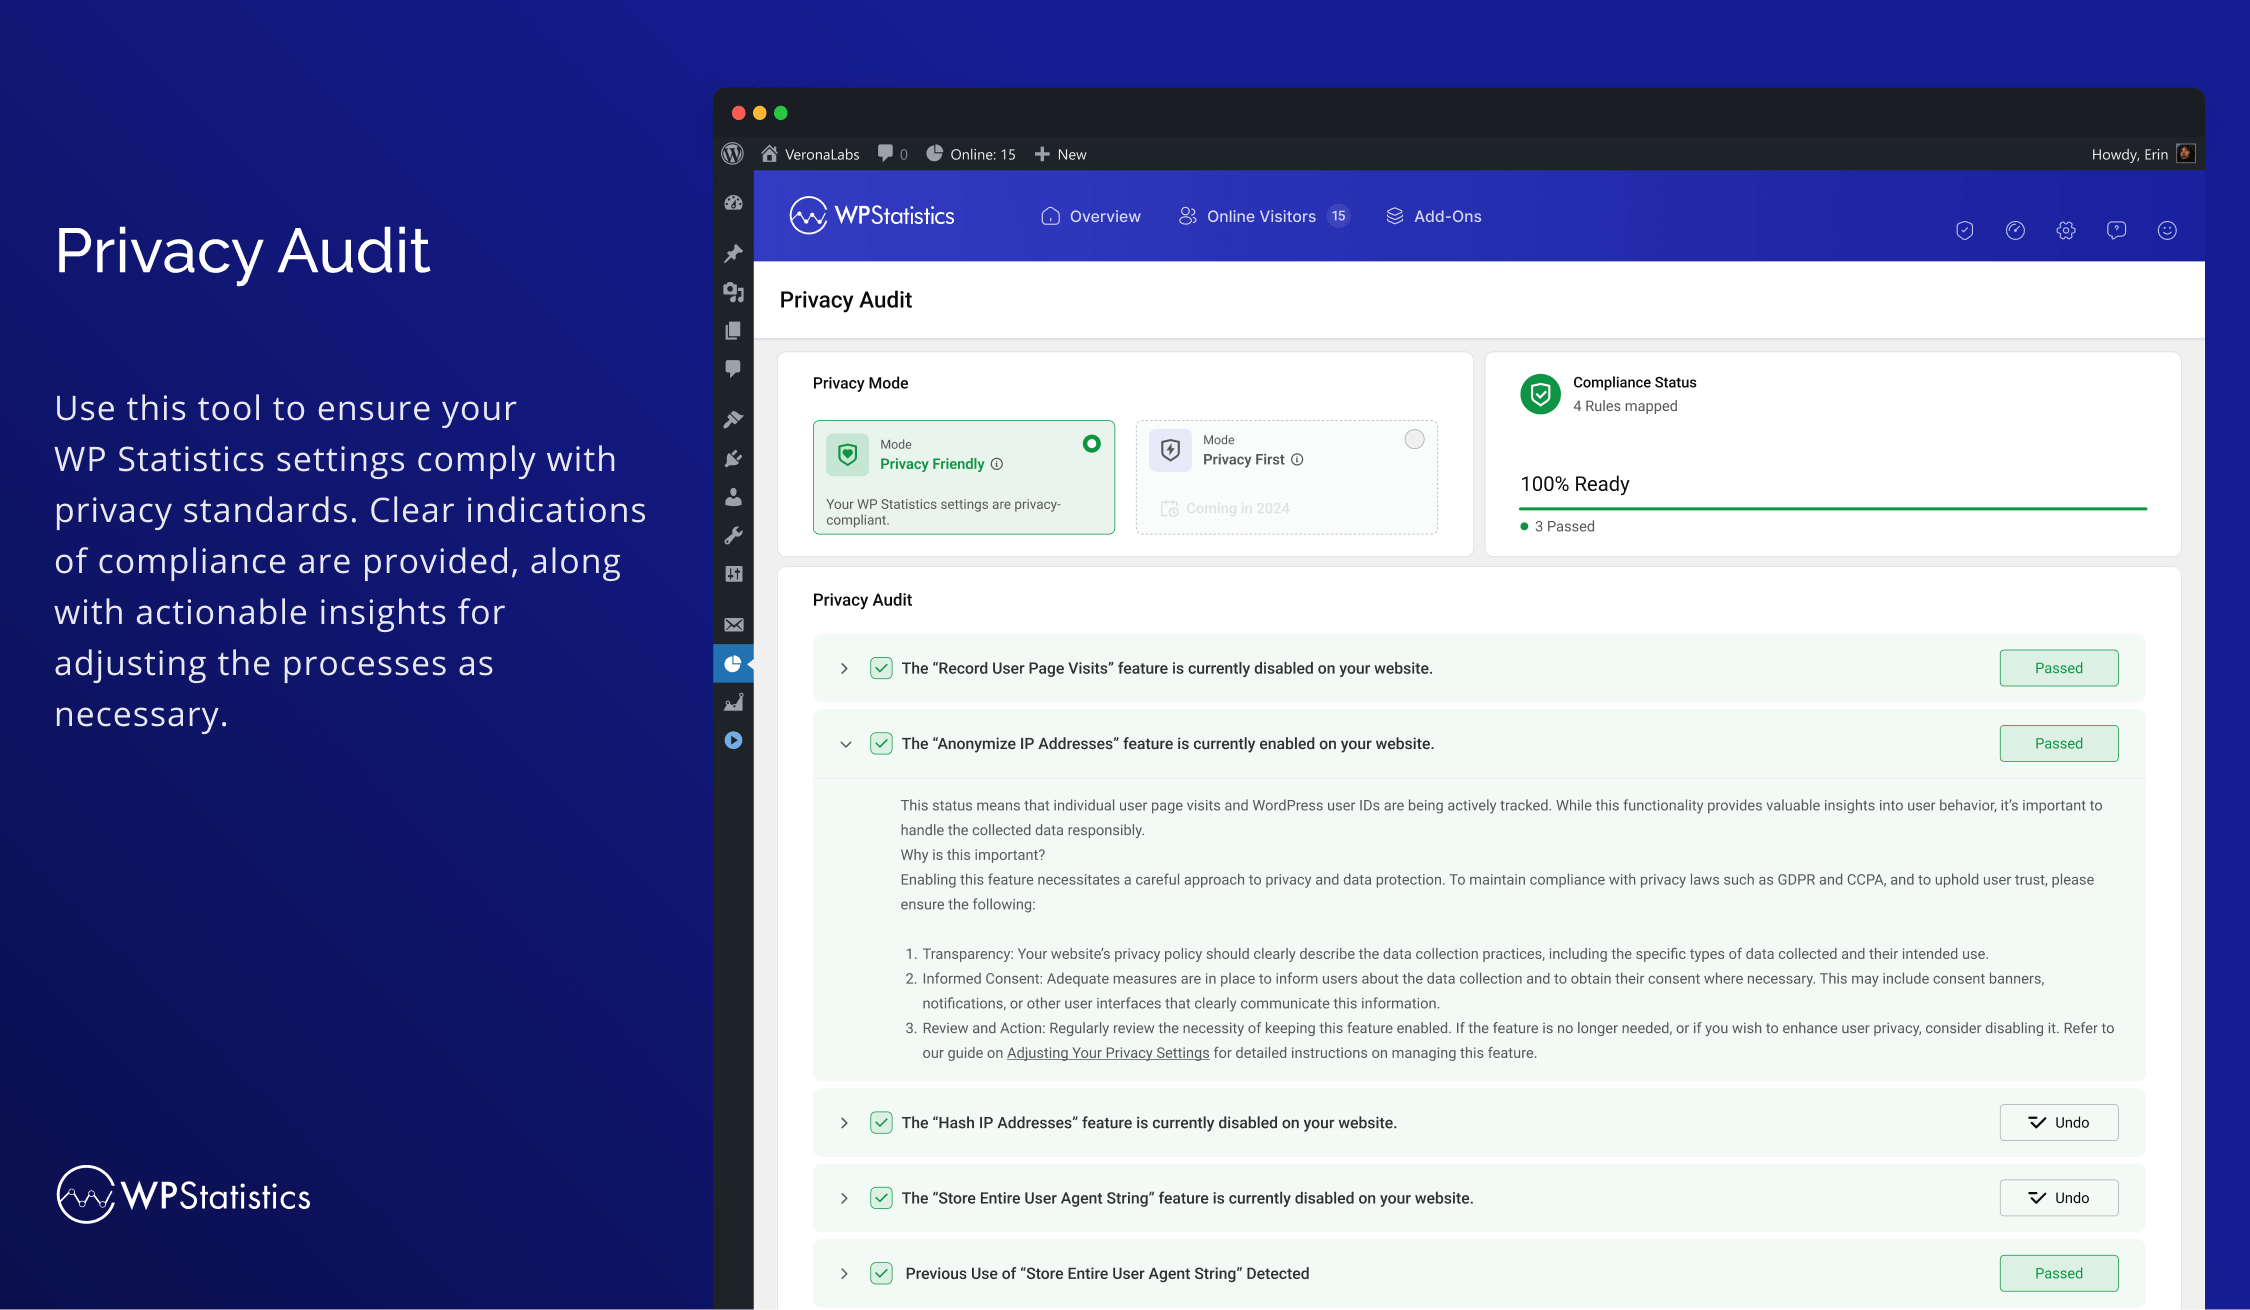 Privacy Audit
Use this tool to ensure your
WP Statistics settings comply with
privacy standards. Clear indications
of compliance are provided, along
with actionable insights for
adjusting the processes as
necessary.
WPStatistics
VeronaLabs 0 Online: 15 New Howdy, Erin
WPStatistics Overview Online Visitors 15 Add-Ons
Privacy Audit
Privacy Mode
Mode
Privacy Friendly
Your WP Statistics settings are privacy-
compliant.
Mode
Privacy First
Coming in 2024
Compliance Status
4 Rules mapped
100% Ready
3 Passed
Privacy Audit
The “Record User Page Visits” feature is currently disabled on your website. Passed
The “Anonymize IP Addresses” feature is currently enabled on your website. Passed
This status means that individual user page visits and WordPress user IDs are being actively tracked. While this functionality provides valuable insights into user behavior, it’s important to
handle the collected data responsibly.
Why is this important?
Enabling this feature necessitates a careful approach to privacy and data protection. To maintain compliance with privacy laws such as GDPR and CCPA, and to uphold user trust, please
ensure the following:
1. Transparency: Your website’s privacy policy should clearly describe the data collection practices, including the specific types of data collected and their intended use.
2. Informed Consent: Adequate measures are in place to inform users about the data collection and to obtain their consent where necessary. This may include consent banners,
notifications, or other user interfaces that clearly communicate this information.
3. Review and Action: Regularly review the necessity of keeping this feature enabled. If the feature is no longer needed, or if you wish to enhance user privacy, consider disabling it. Refer to
our guide on Adjusting Your Privacy Settings for detailed instructions on managing this feature.
The “Hash IP Addresses” feature is currently disabled on your website. Undo
The “Store Entire User Agent String” feature is currently disabled on your website. Undo
Previous Use of “Store Entire User Agent String” Detected Passed